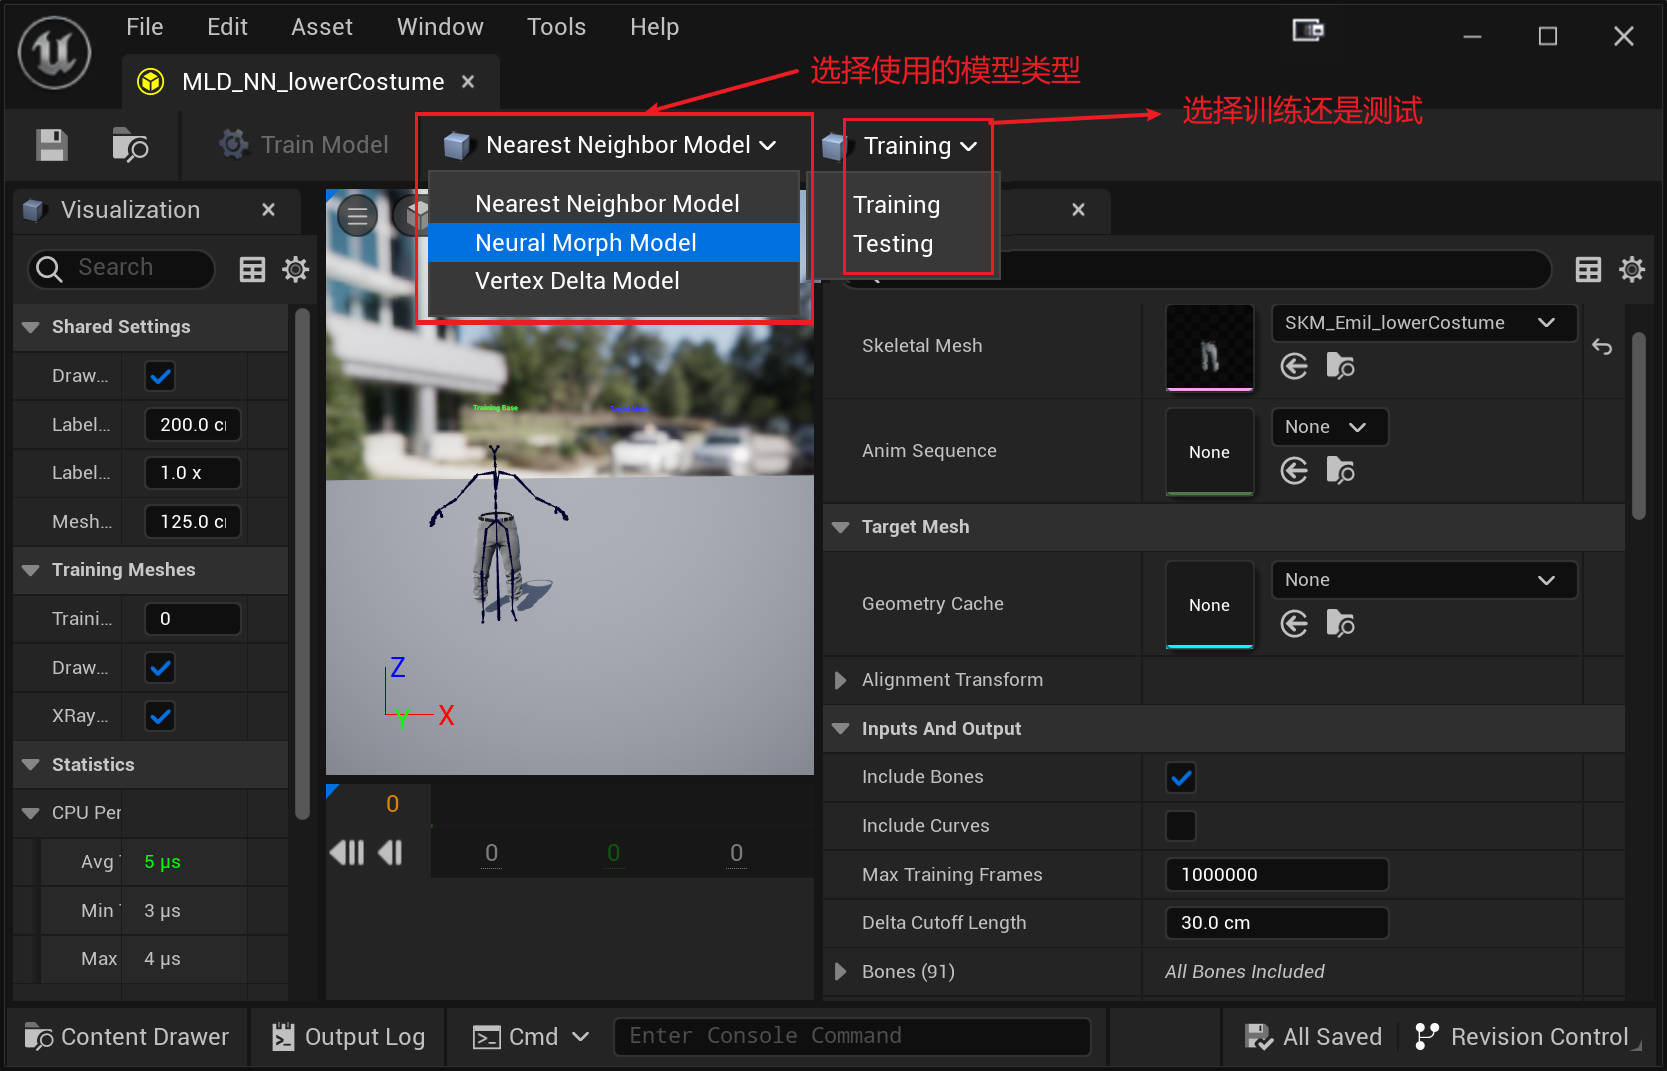 File Edit Asset Window Tools Help
MLD_NN_lowerCostume
选择使用的模型类型
选择训练还是测试
Train Model
Nearest Neighbor Model
Training
Nearest Neighbor Model
Neural Morph Model
Vertex Delta Model
Training
Testing
Visualization
Search
Shared Settings
Draw...
Label... 200.0 c
Label... 1.0 x
Mesh... 125.0 c
Training Meshes
Traini... 0
Draw...
XRay...
Statistics
CPU Per
Avg 5 µs
Min 3 µs
Max 4 µs
Training Base
Z
Y X
0
0 0 0
Skeletal Mesh SKM_Emil_lowerCostume
Anim Sequence None None
Target Mesh
Geometry Cache None None
Alignment Transform
Inputs And Output
Include Bones
Include Curves
Max Training Frames 1000000
Delta Cutoff Length 30.0 cm
Bones (91) All Bones Included
Content Drawer Output Log Cmd Enter Console Command All Saved Revision Control